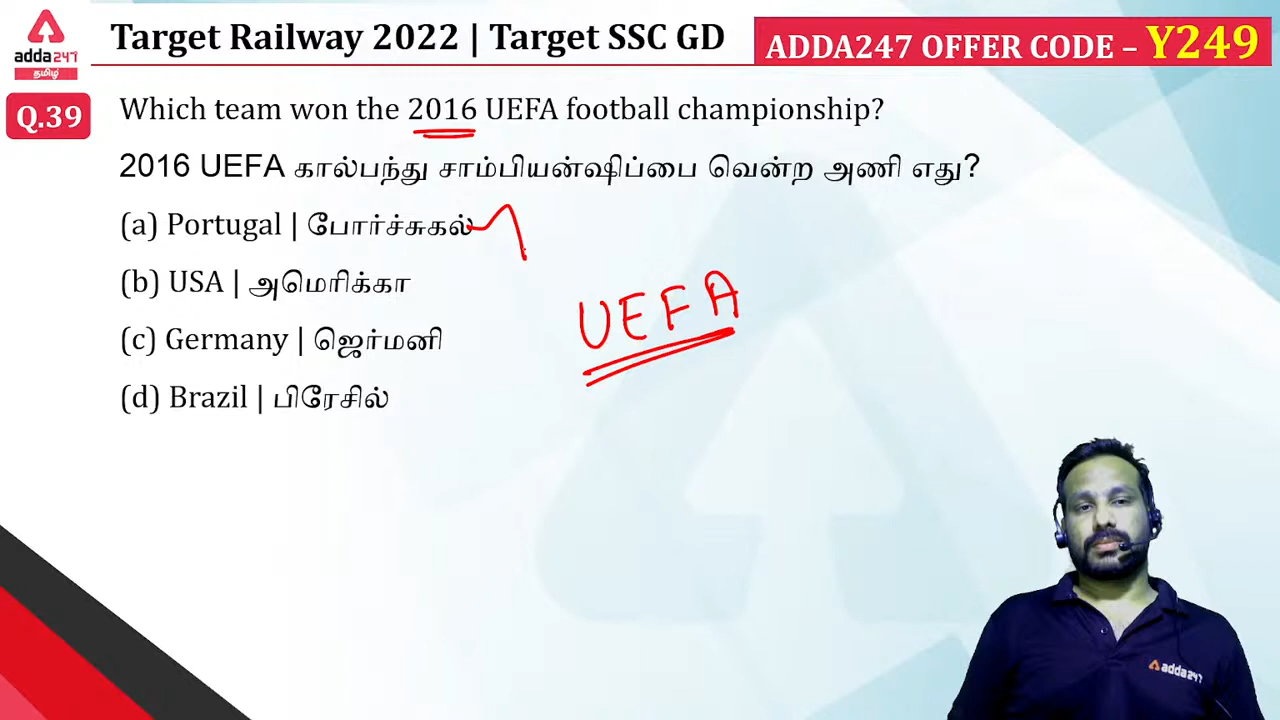 adda247
தமிழ்
Target Railway 2022 | Target SSC GD
ADDA247 OFFER CODE – Y249
Q.39
Which team won the 2016 UEFA football championship?
2016 UEFA கால்பந்து சாம்பியன்ஷிப்பை வென்ற அணி எது?
(a) Portugal | போர்ச்சுகல்
(b) USA | அமெரிக்கா
(c) Germany | ஜெர்மனி
(d) Brazil | பிரேசில்
UEFA
adda247